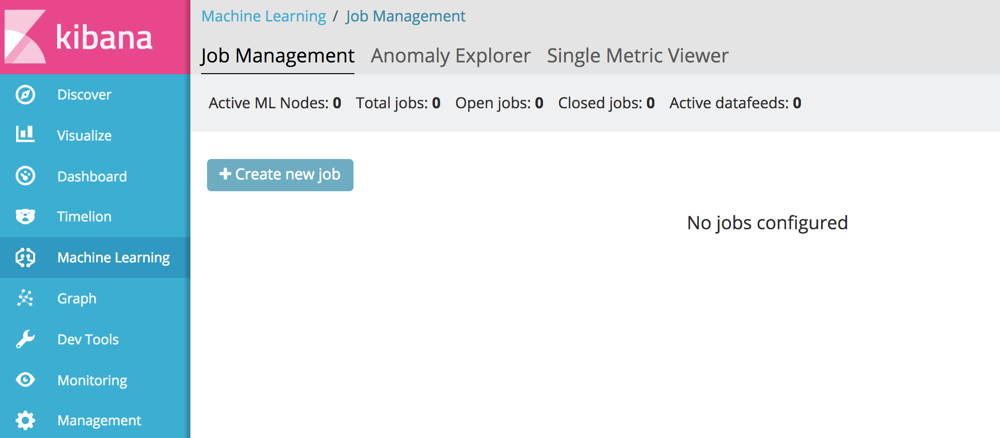 kibana
Discover
Visualize
Dashboard
Timelion
Machine Learning
Graph
Dev Tools
Monitoring
Management
Machine Learning / Job Management
Job Management Anomaly Explorer Single Metric Viewer
Active ML Nodes: 0 Total jobs: 0 Open jobs: 0 Closed jobs: 0 Active datafeeds: 0
+ Create new job
No jobs configured